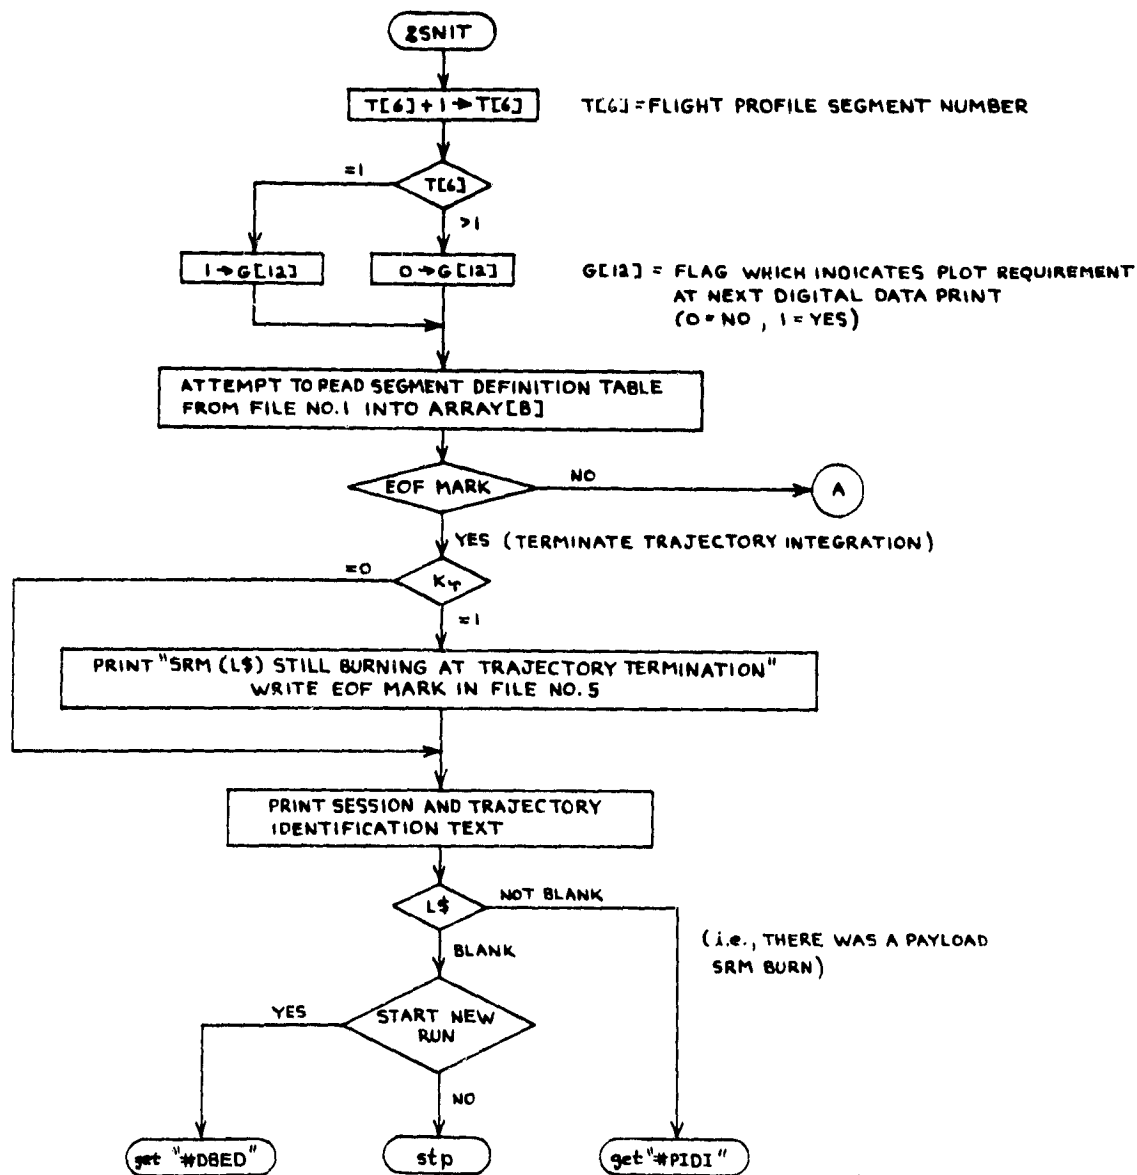 &SNIT
T[6]+1→T[6]
T[6]=FLIGHT PROFILE SEGMENT NUMBER
=1
T[6]
>1
1→G[12]
0→G[12]
G[12] = FLAG WHICH INDICATES PLOT REQUIREMENT
AT NEXT DIGITAL DATA PRINT
(0=NO, 1=YES)
ATTEMPT TO READ SEGMENT DEFINITION TABLE
FROM FILE NO.1 INTO ARRAY[B]
EOF MARK
NO
A
YES (TERMINATE TRAJECTORY INTEGRATION)
=0
=1
PRINT "SRM (L$) STILL BURNING AT TRAJECTORY TERMINATION"
WRITE EOF MARK IN FILE NO.5
PRINT SESSION AND TRAJECTORY
IDENTIFICATION TEXT
L$
NOT BLANK
(i.e., THERE WAS A PAYLOAD
SRM BURN)
BLANK
YES
START NEW
RUN
NO
get "#DBED"
stp
get "#PIDI"